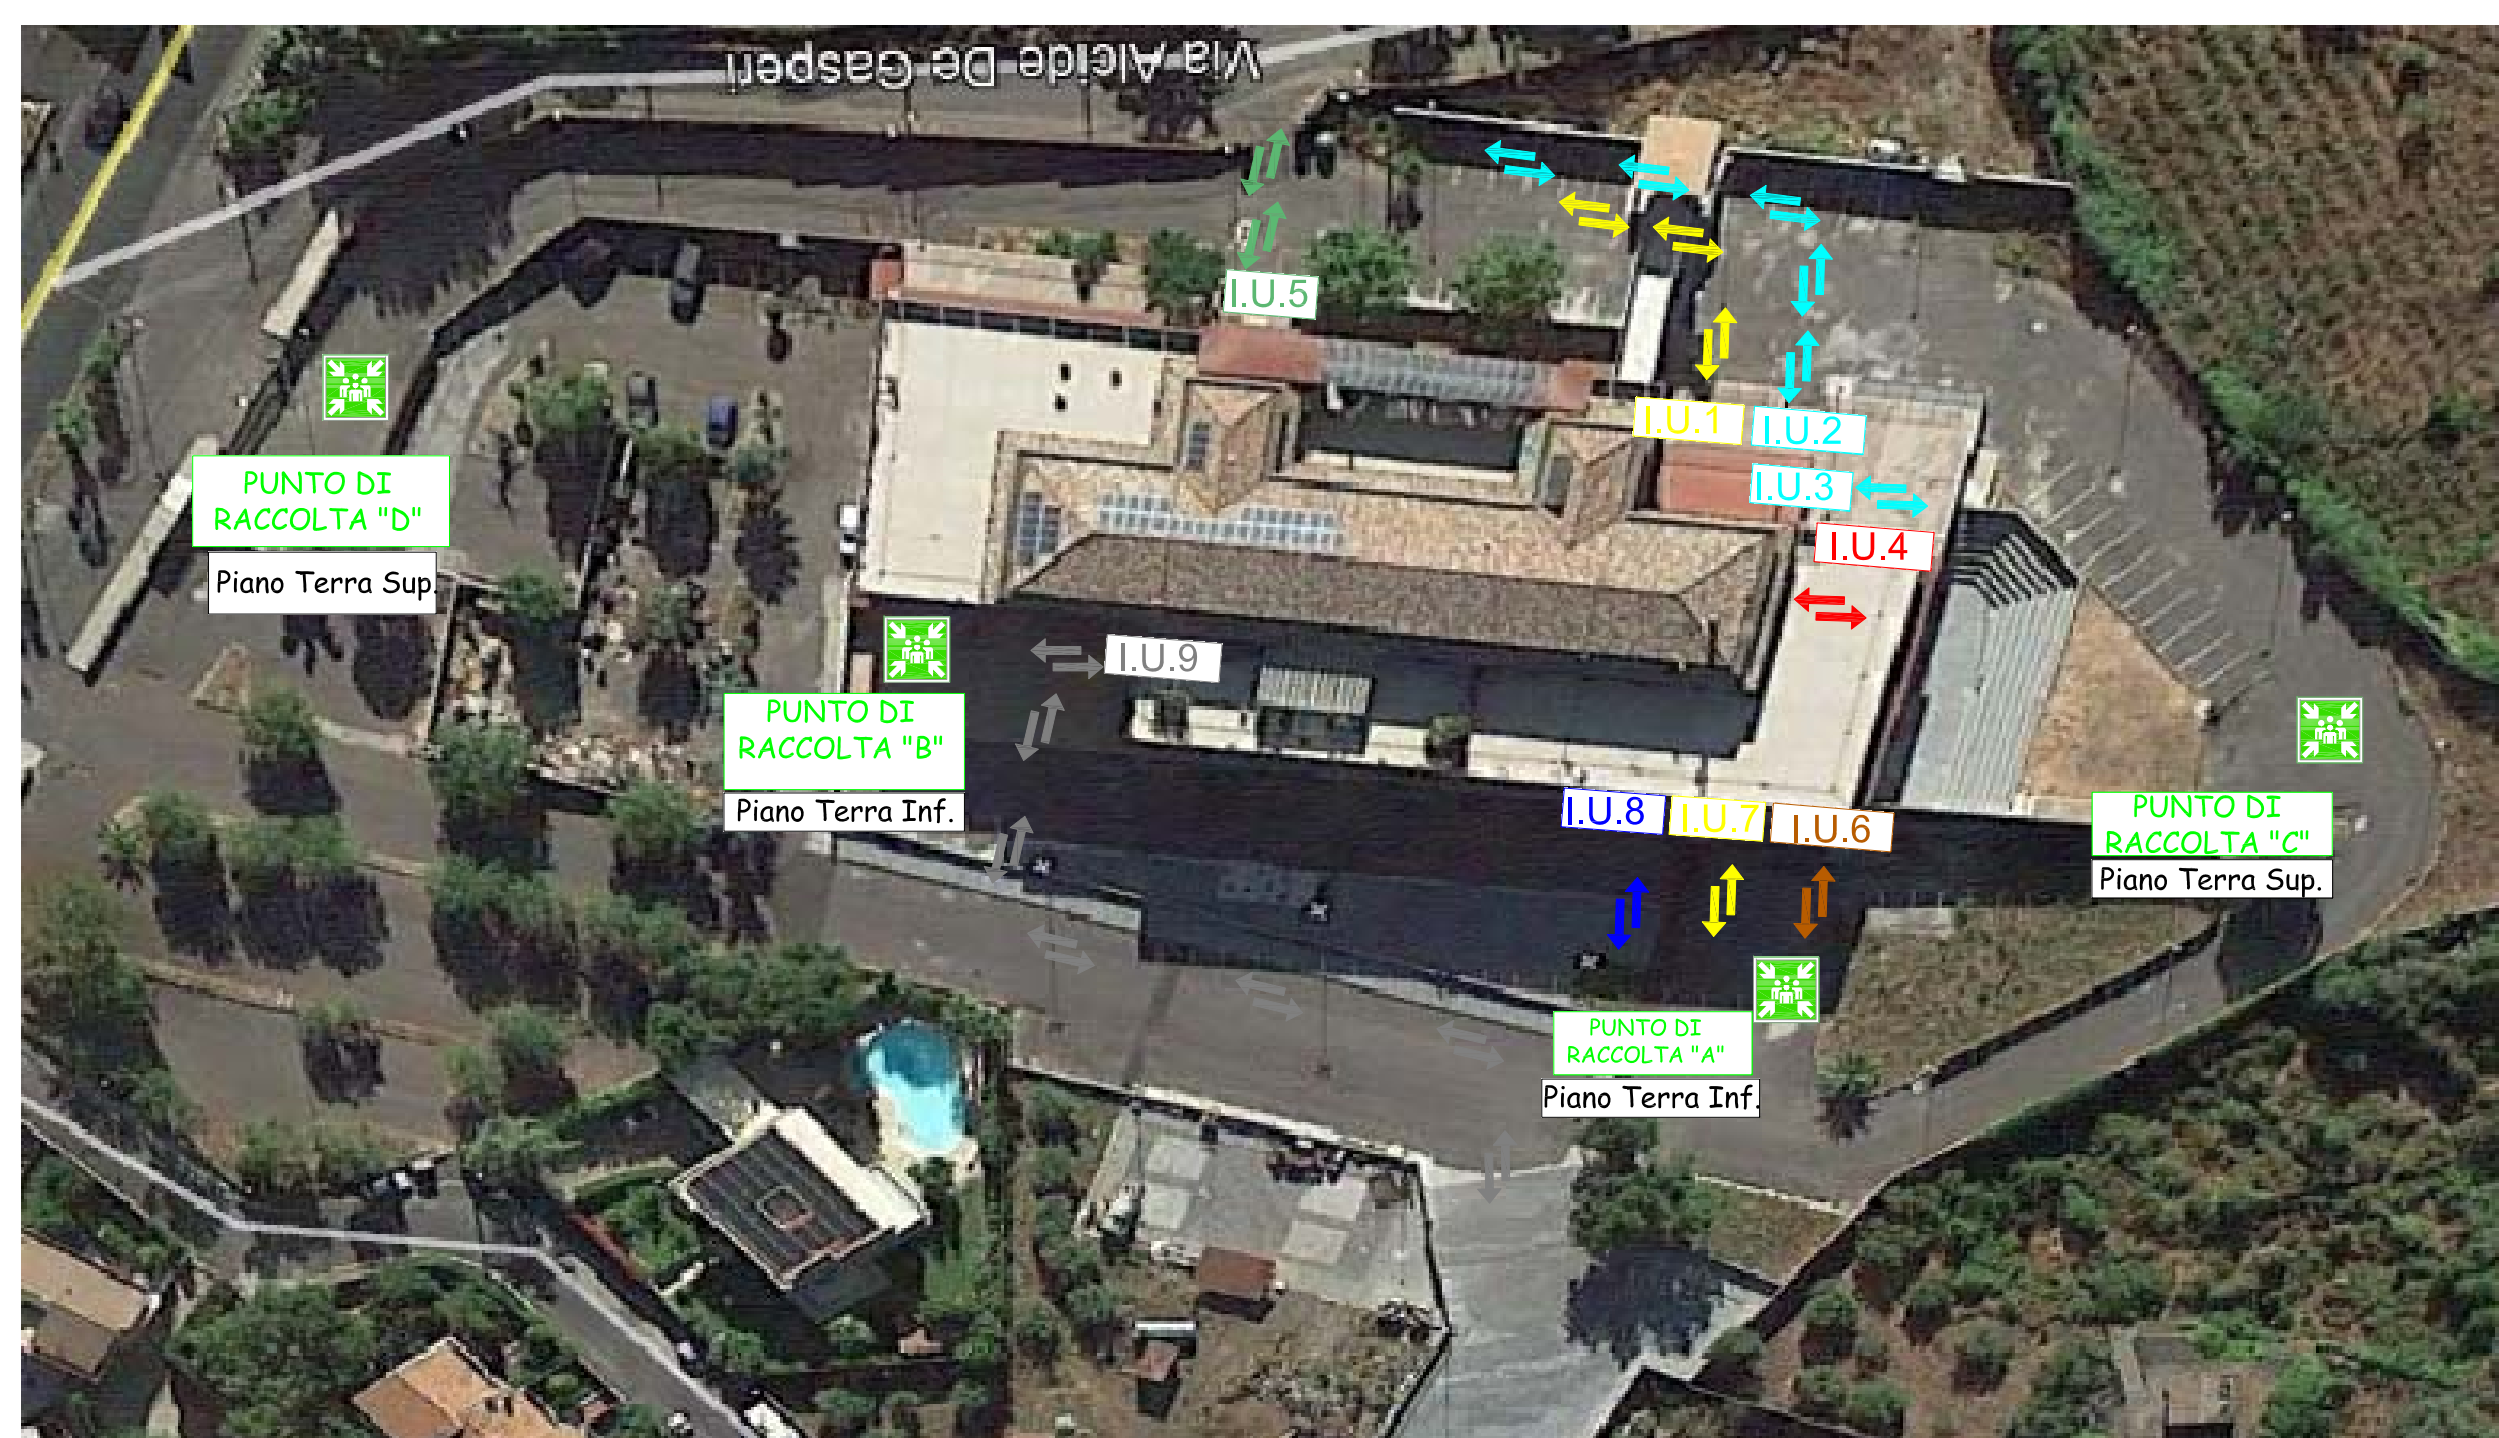 Via Alcide De Gasperi
I.U.5
I.U.1
I.U.2
I.U.3
I.U.4
PUNTO DI
RACCOLTA "D"
Piano Terra Sup.
I.U.9
PUNTO DI
RACCOLTA "B"
Piano Terra Inf.
I.U.8
I.U.7
I.U.6
PUNTO DI
RACCOLTA "C"
Piano Terra Sup.
PUNTO DI
RACCOLTA "A"
Piano Terra Inf.